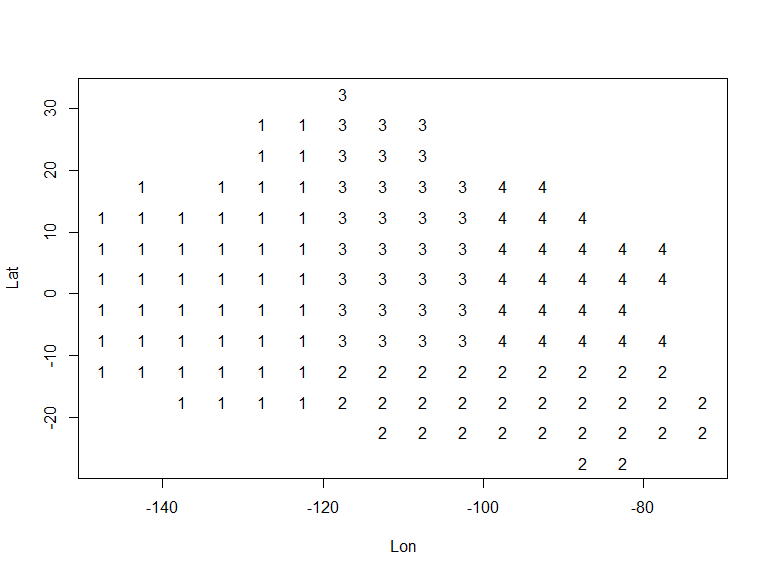 3
30
1 1 3 3 3
1 1 3 3 3
20
1 1 1 1 3 3 3 3 4 4
1 1 1 1 1 1 3 3 3 3 4 4 4
10
1 1 1 1 1 1 3 3 3 3 4 4 4 4 4
Lat
1 1 1 1 1 1 3 3 3 3 4 4 4 4 4
0
1 1 1 1 1 1 3 3 3 3 4 4 4 4
1 1 1 1 1 1 3 3 3 3 4 4 4 4 4
-10
1 1 1 1 1 1 2 2 2 2 2 2 2 2 2
1 1 1 1 2 2 2 2 2 2 2 2 2 2
-20
2 2 2 2 2 2 2 2 2
2 2
-140 -120 -100 -80
Lon